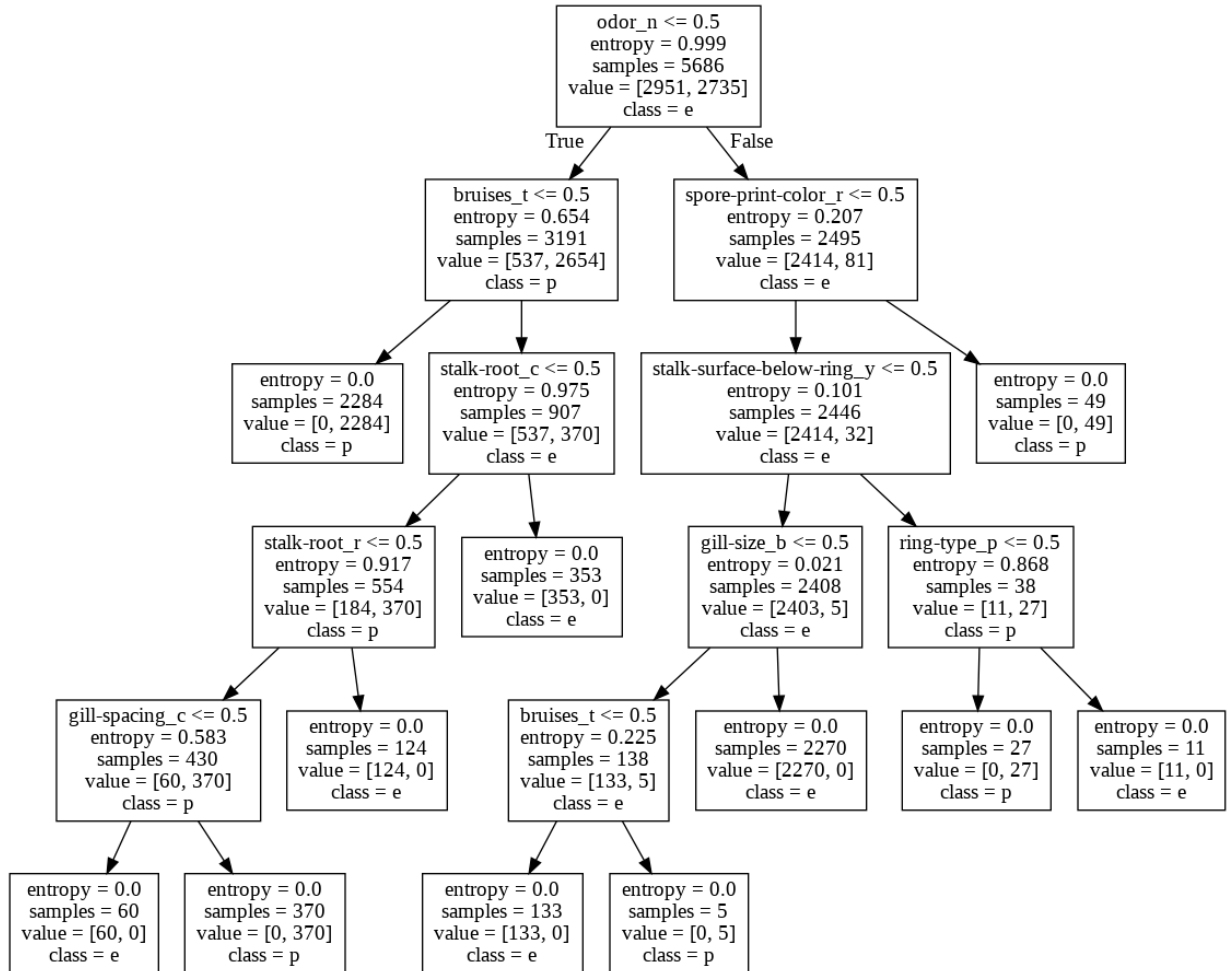 odor_n <= 0.5
entropy = 0.999
samples = 5686
value = [2951, 2735]
class = e
True
False
bruises_t <= 0.5
entropy = 0.654
samples = 3191
value = [537, 2654]
class = p
spore-print-color_r <= 0.5
entropy = 0.207
samples = 2495
value = [2414, 81]
class = e
entropy = 0.0
samples = 2284
value = [0, 2284]
class = p
stalk-root_c <= 0.5
entropy = 0.975
samples = 907
value = [537, 370]
class = e
stalk-surface-below-ring_y <= 0.5
entropy = 0.101
samples = 2446
value = [2414, 32]
class = e
entropy = 0.0
samples = 49
value = [0, 49]
class = p
stalk-root_r <= 0.5
entropy = 0.917
samples = 554
value = [184, 370]
class = p
entropy = 0.0
samples = 353
value = [353, 0]
class = e
gill-size_b <= 0.5
entropy = 0.021
samples = 2408
value = [2403, 5]
class = e
ring-type_p <= 0.5
entropy = 0.868
samples = 38
value = [11, 27]
class = p
gill-spacing_c <= 0.5
entropy = 0.583
samples = 430
value = [60, 370]
class = p
entropy = 0.0
samples = 124
value = [124, 0]
class = e
bruises_t <= 0.5
entropy = 0.225
samples = 138
value = [133, 5]
class = e
entropy = 0.0
samples = 2270
value = [2270, 0]
class = e
entropy = 0.0
samples = 27
value = [0, 27]
class = p
entropy = 0.0
samples = 11
value = [11, 0]
class = e
entropy = 0.0
samples = 60
value = [60, 0]
class = e
entropy = 0.0
samples = 370
value = [0, 370]
class = p
entropy = 0.0
samples = 133
value = [133, 0]
class = e
entropy = 0.0
samples = 5
value = [0, 5]
class = p